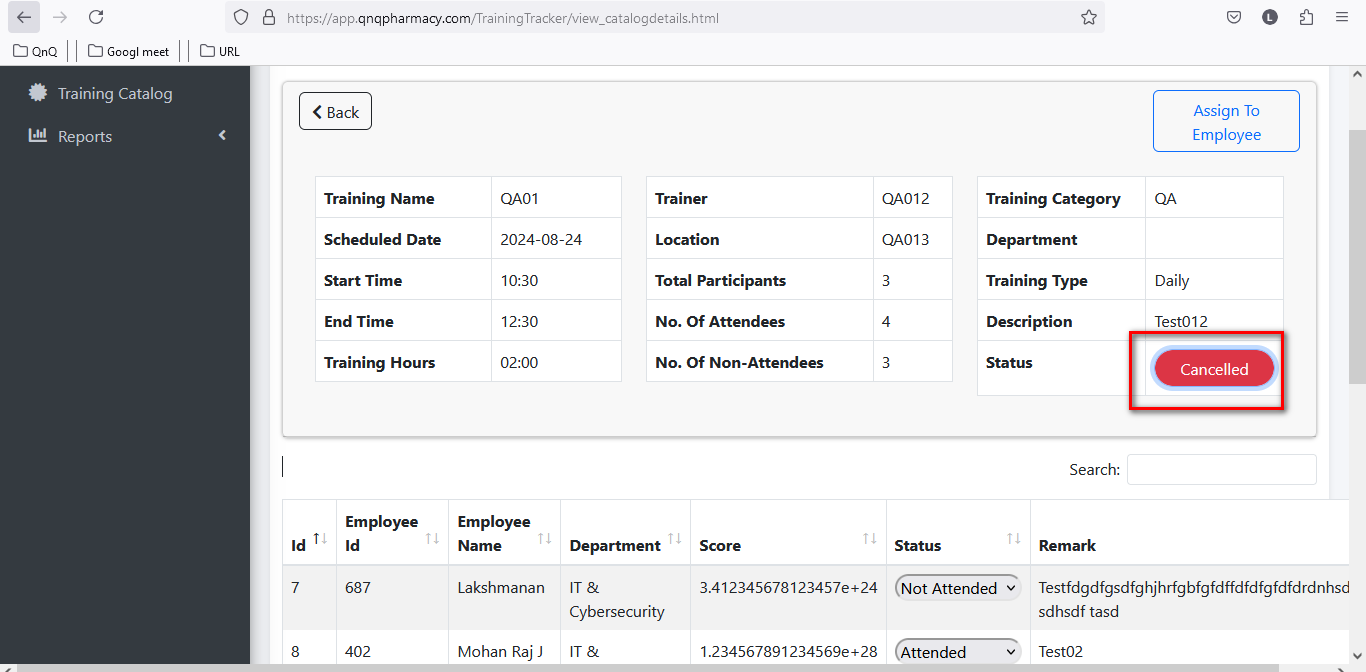 https://app.qnqpharmacy.com/TrainingTracker/view_catalogdetails.html
L
QnQ
Googl meet
URL
Training Catalog
Reports
Back
Assign To
Employee
Training Name QA01
Scheduled Date 2024-08-24
Start Time 10:30
End Time 12:30
Training Hours 02:00
Trainer QA012
Location QA013
Total Participants 3
No. Of Attendees 4
No. Of Non-Attendees 3
Training Category QA
Department
Training Type Daily
Description Test012
Status Cancelled
Search:
Id Employee Id Employee Name Department Score Status Remark
7 687 Lakshmanan IT & Cybersecurity 3.412345678123457e+24 Not Attended Testfdgdfgsdfghjhrfgbfgfdffdfdfgfdfdrdnhsd
sdhsdf tasd
8 402 Mohan Raj J IT & 1.234567891234569e+28 Attended Test02